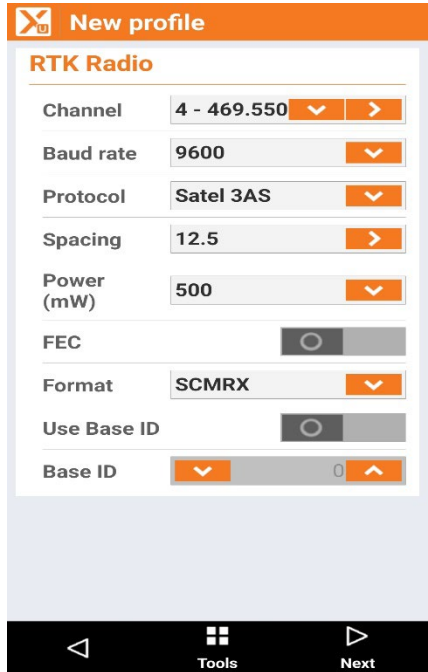 Xu New profile
RTK Radio
Channel 4 - 469.550
Baud rate 9600
Protocol Satel 3AS
Spacing 12.5
Power
(mW) 500
FEC
Format SCMRX
Use Base ID
Base ID 0
Tools Next